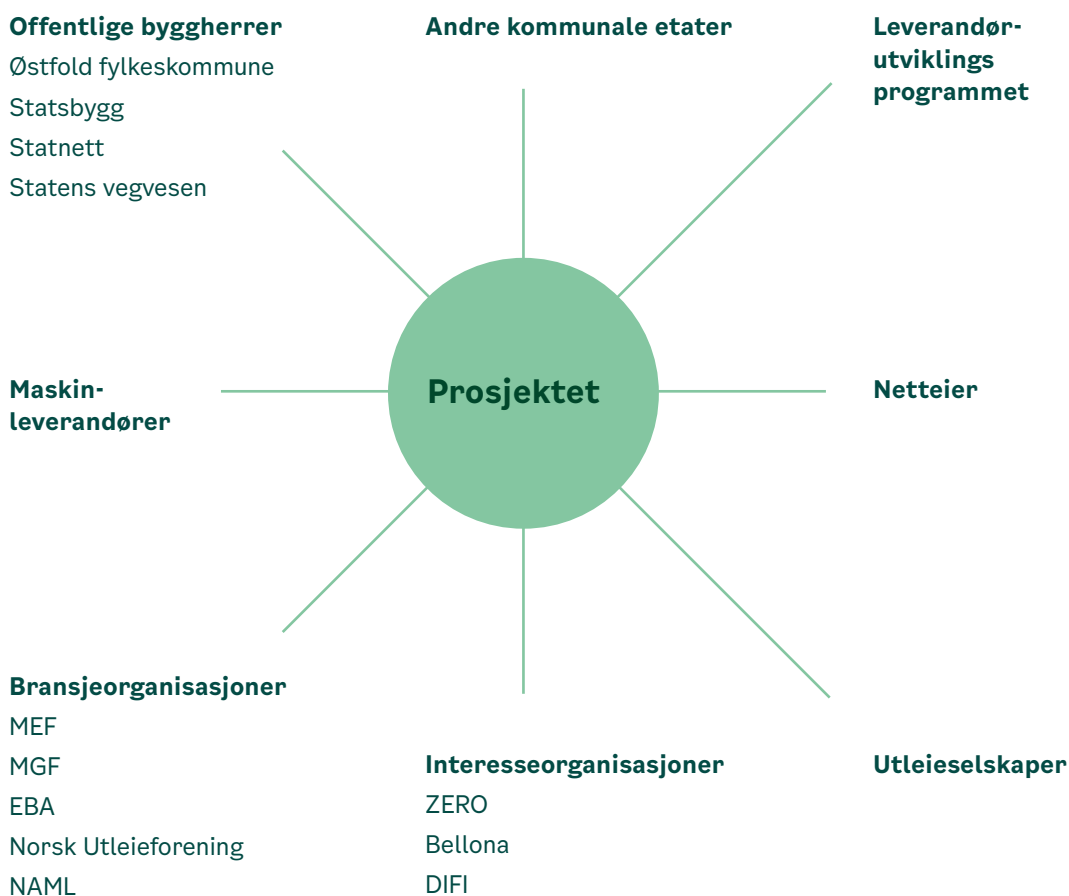 Offentlige byggherrer
Østfold fylkeskommune
Statsbygg
Statnett
Statens vegvesen
Andre kommunale etater
Leverandør-
utviklings
programmet
Maskin-
leverandører
Prosjektet
Netteier
Bransjeorganisasjoner
MEF
MGF
EBA
Norsk Utleieforening
NAML
Interesseorganisasjoner
ZERO
Bellona
DIFI
Utleieselskaper